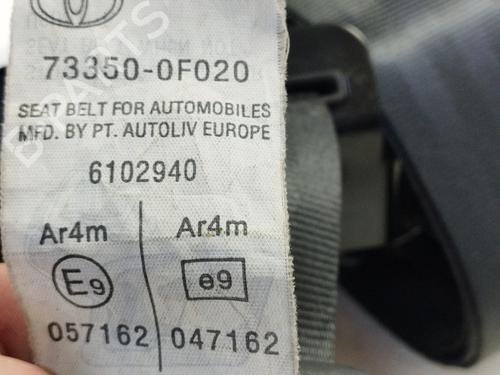 73350-0F020
SEAT BELT FOR AUTOMOBILES
MFD. BY PT. AUTOLIV EUROPE
6102940
Ar4m Ar4m
E9 e9
057162 047162